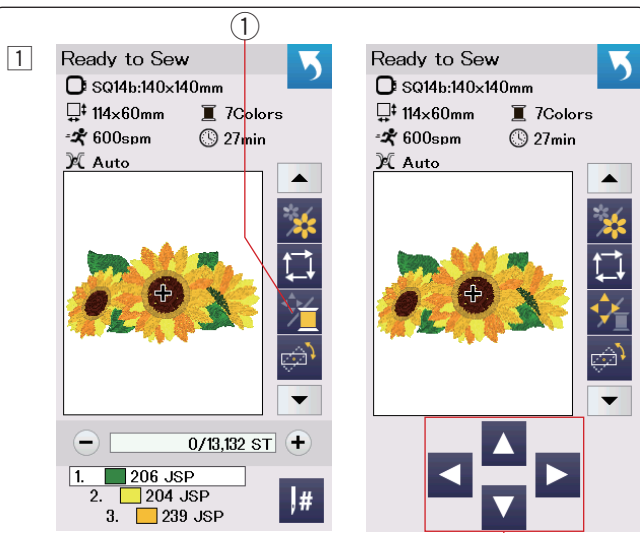 ①
1
Ready to Sew
SQ14b:140x140mm
114x60mm 7Colors
600spm 27min
Auto
0/13,132 ST
1. 206 JSP
2. 204 JSP
3. 239 JSP
#
Ready to Sew
SQ14b:140x140mm
114x60mm 7Colors
600spm 27min
Auto